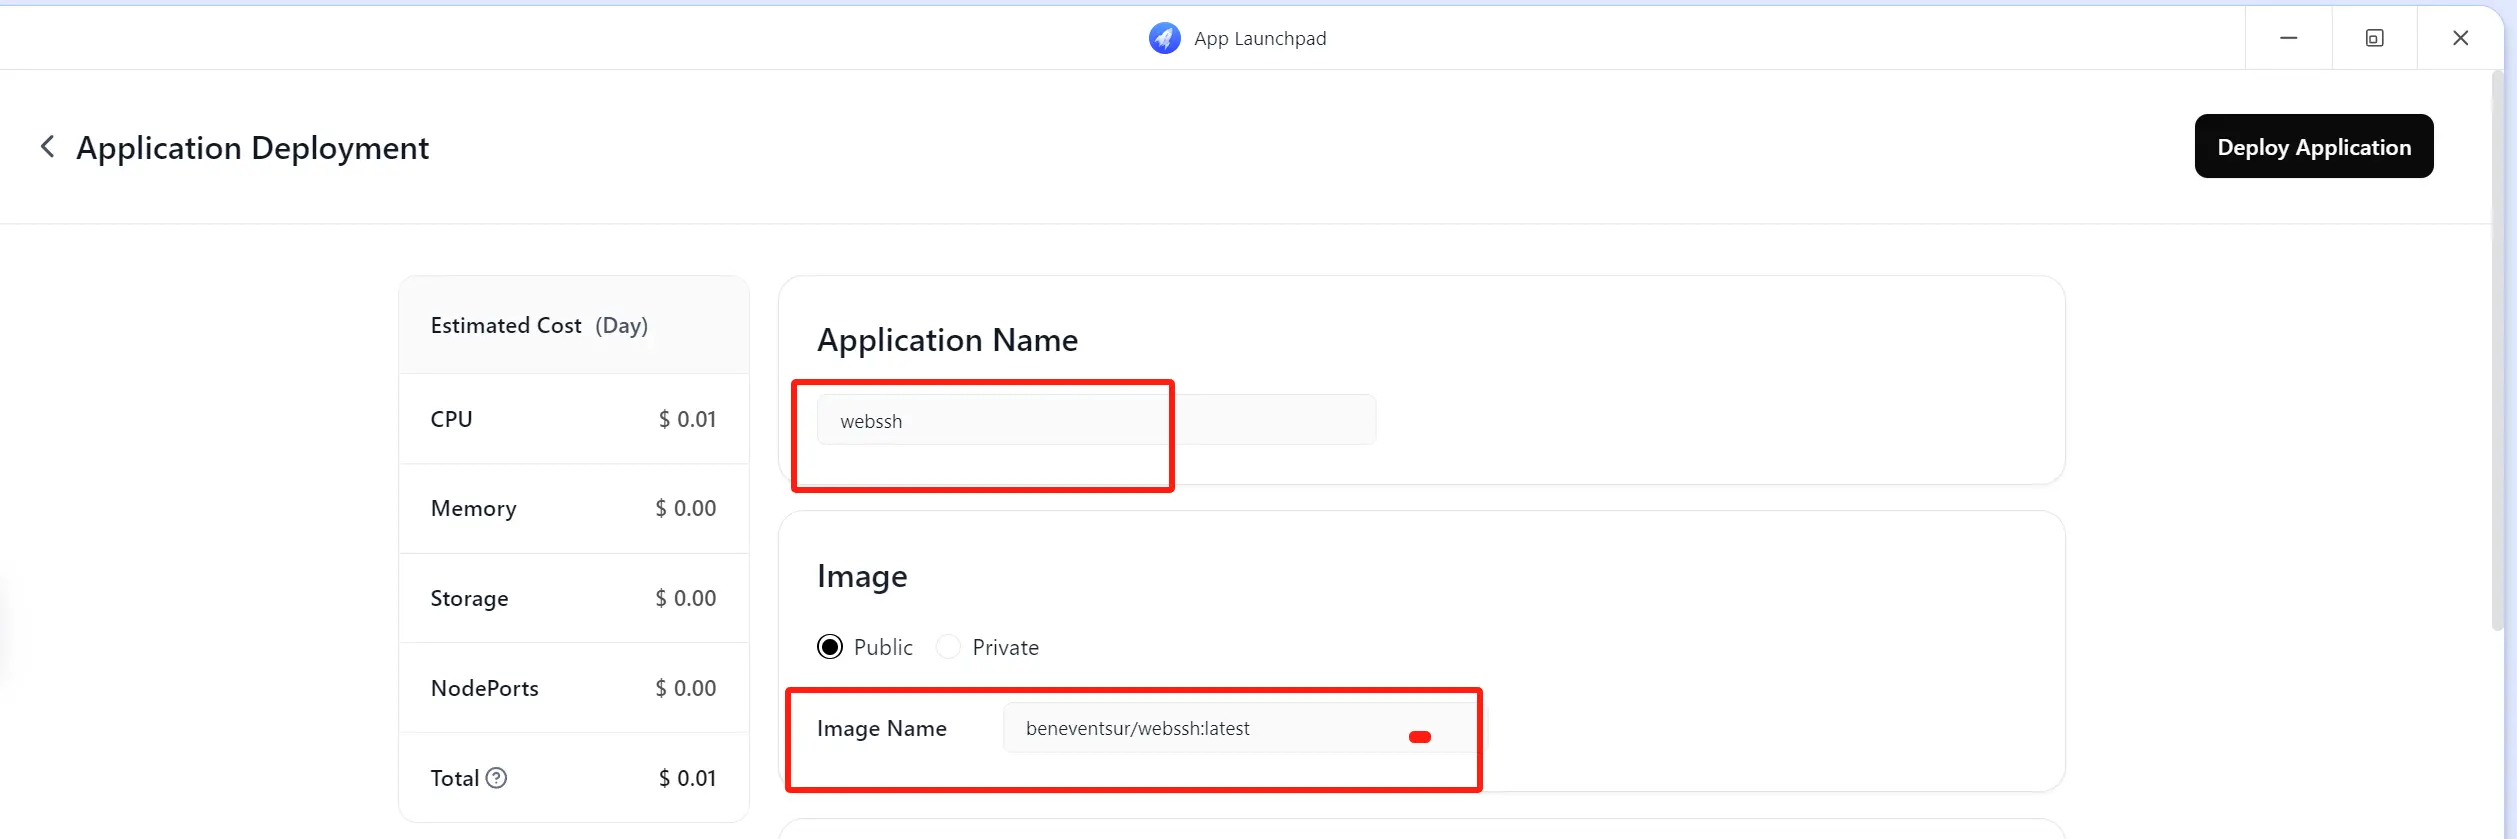 App Launchpad
Application Deployment
Deploy Application
Estimated Cost (Day)
CPU $ 0.01
Memory $ 0.00
Storage $ 0.00
NodePorts $ 0.00
Total ? $ 0.01
Application Name
webssh
Image
Public Private
Image Name beneventsur/webssh:latest